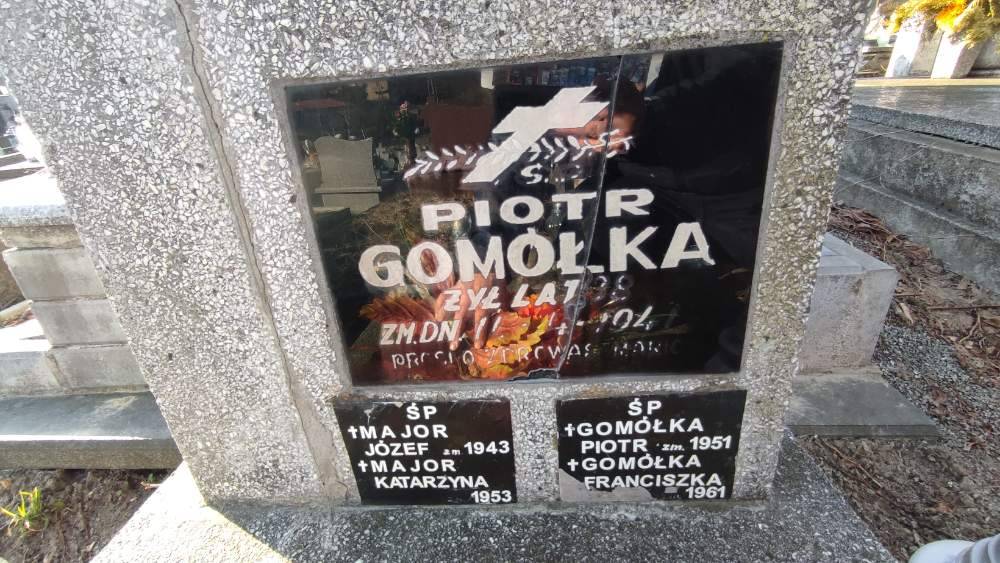 PIOTR
GOMÓŁKA
ŻYŁ LAT
ZM. DN.
ŚP
✝MAJOR
JÓZEF zm 1943
✝MAJOR
KATARZYNA
1953
ŚP
✝GOMÓŁKA
PIOTR zm. 1951
✝GOMÓŁKA
FRANCISZKA
1961